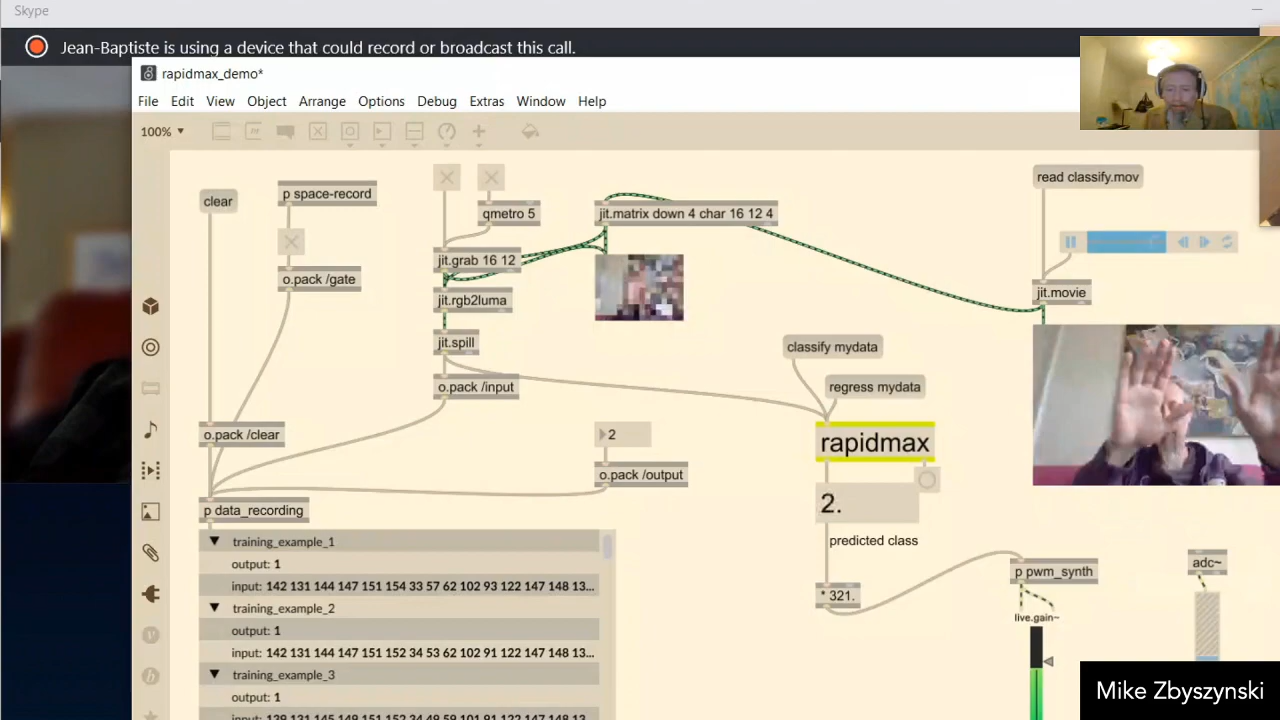 Skype
Jean-Baptiste is using a device that could record or broadcast this call.
rapidmax_demo*
File Edit View Object Arrange Options Debug Extras Window Help
100%
clear
p space-record
o.pack /gate
qmetro 5
jit.grab 16 12
jit.rgb2luma
jit.spill
o.pack /input
jit.matrix down 4 char 16 12 4
read classify.mov
jit.movie
classify mydata
regress mydata
rapidmax
2.
predicted class
* 321.
2
o.pack /output
o.pack /clear
p data_recording
training_example_1
output: 1
input: 142 131 144 147 151 154 33 57 62 102 93 122 147 148 13...
training_example_2
output: 1
input: 142 131 144 147 151 152 34 53 62 102 91 122 147 148 13...
training_example_3
output: 1
p pwm_synth
live.gain~
adc~
Mike Zbyszynski